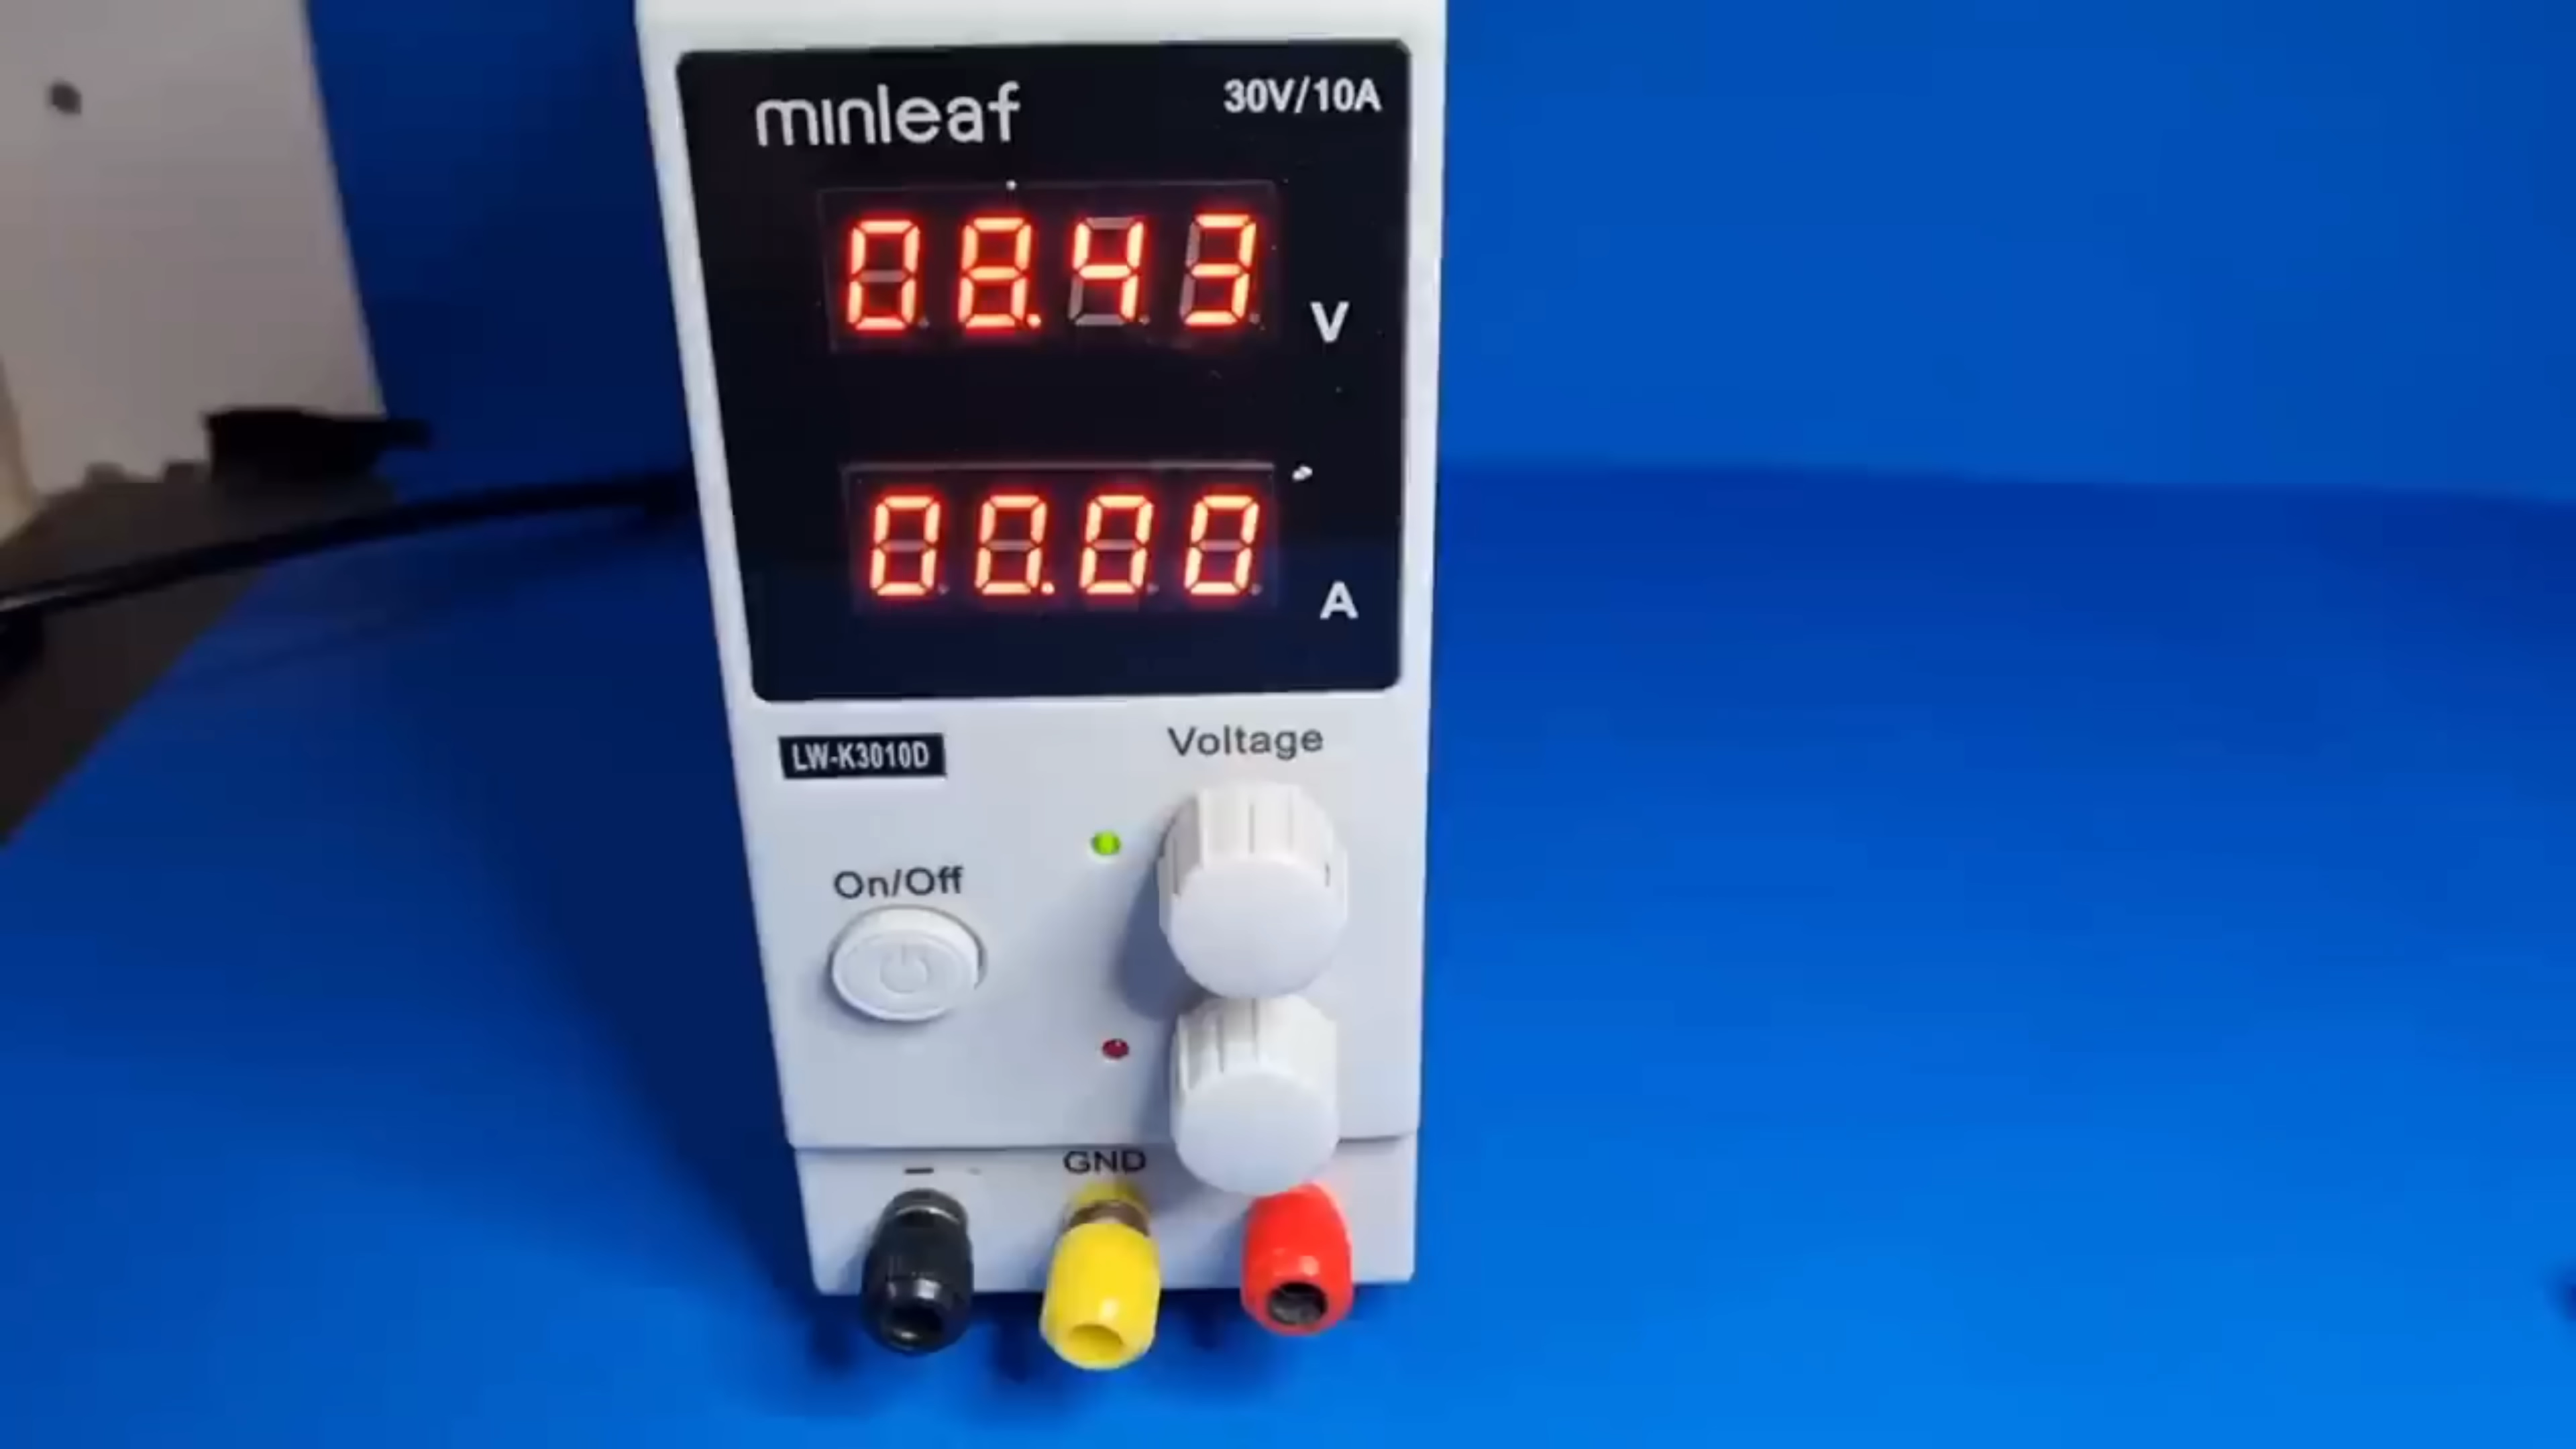 minleaf
30V/10A
08.43
V
00.00
A
LW-K3010D
Voltage
On/Off
GND